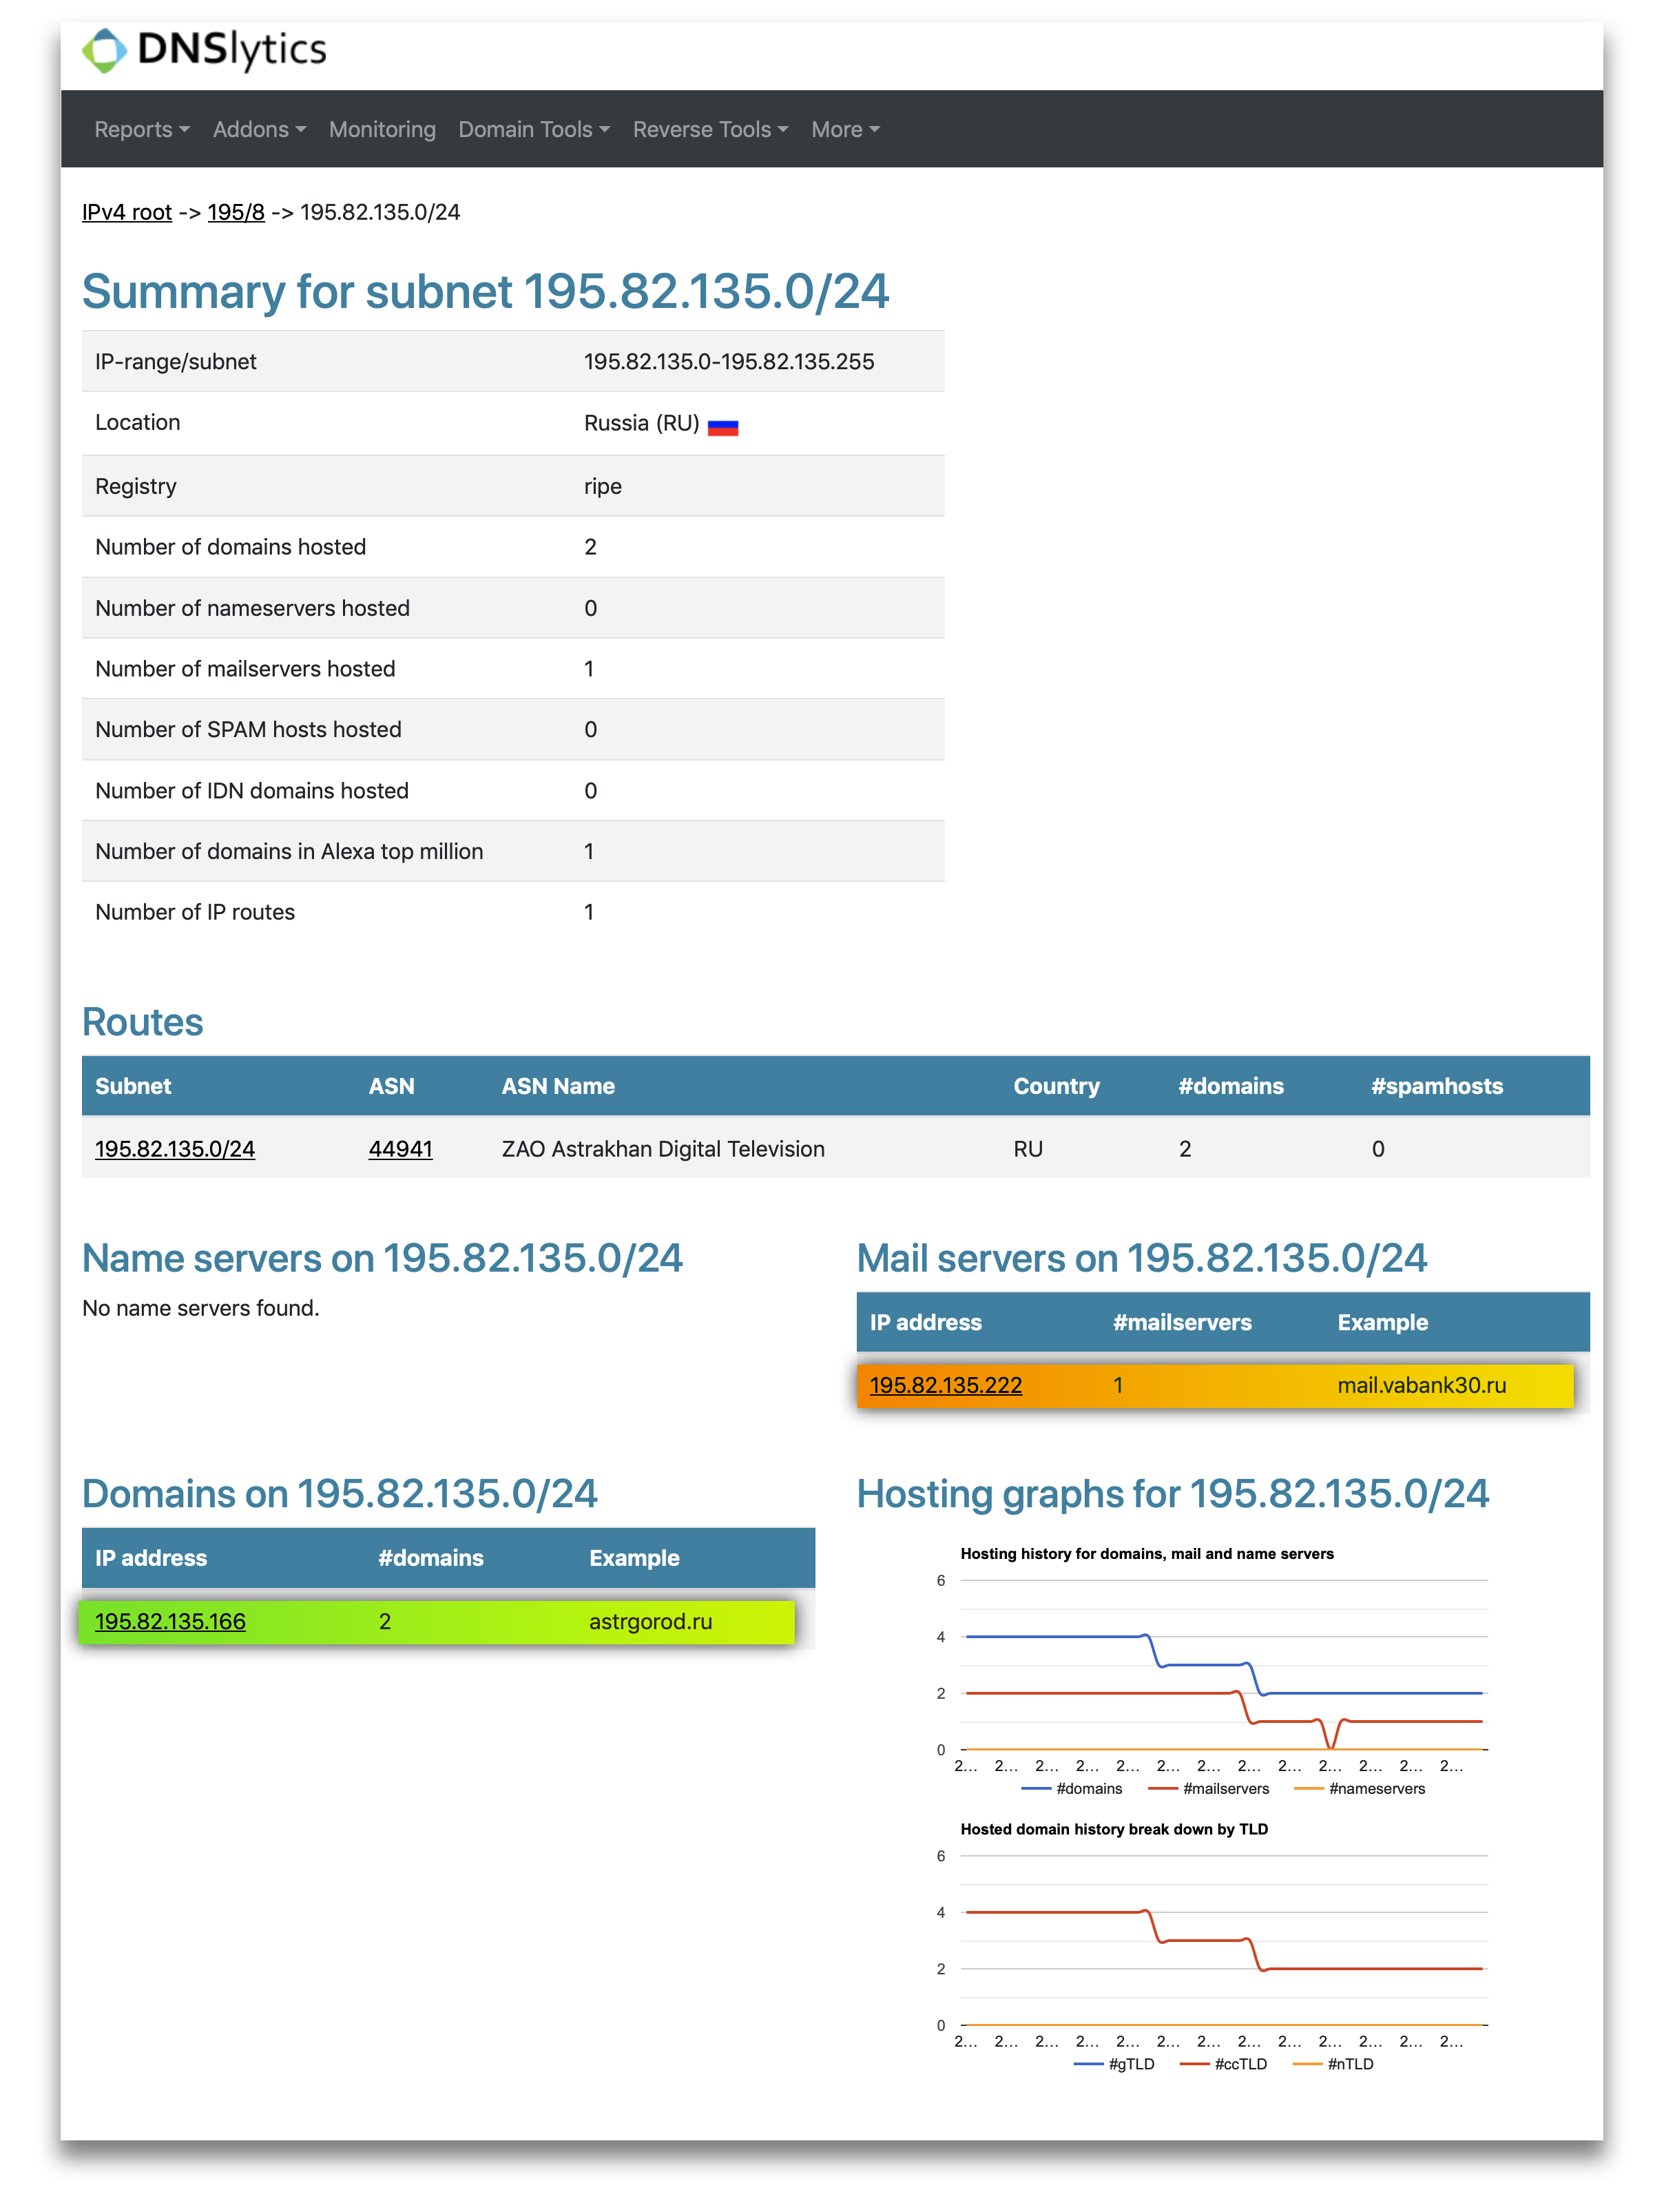 DNSlytics
Reports Addons Monitoring Domain Tools Reverse Tools More
IPv4 root -> 195/8 -> 195.82.135.0/24
Summary for subnet 195.82.135.0/24
IP-range/subnet 195.82.135.0-195.82.135.255
Location Russia (RU)
Registry ripe
Number of domains hosted 2
Number of nameservers hosted 0
Number of mailservers hosted 1
Number of SPAM hosts hosted 0
Number of IDN domains hosted 0
Number of domains in Alexa top million 1
Number of IP routes 1
Routes
Subnet ASN ASN Name Country #domains #spamhosts
195.82.135.0/24 44941 ZAO Astrakhan Digital Television RU 2 0
Name servers on 195.82.135.0/24
No name servers found.
Mail servers on 195.82.135.0/24
IP address #mailservers Example
195.82.135.222 1 mail.vabank30.ru
Domains on 195.82.135.0/24
IP address #domains Example
195.82.135.166 2 astrgorod.ru
Hosting graphs for 195.82.135.0/24
Hosting history for domains, mail and name servers
6
4
2
0
2... 2... 2... 2... 2... 2... 2... 2... 2... 2... 2... 2... 2...
#domains #mailservers #nameservers
Hosted domain history break down by TLD
6
4
2
0
2... 2... 2... 2... 2... 2... 2... 2... 2... 2... 2... 2... 2...
#gTLD #ccTLD #nTLD